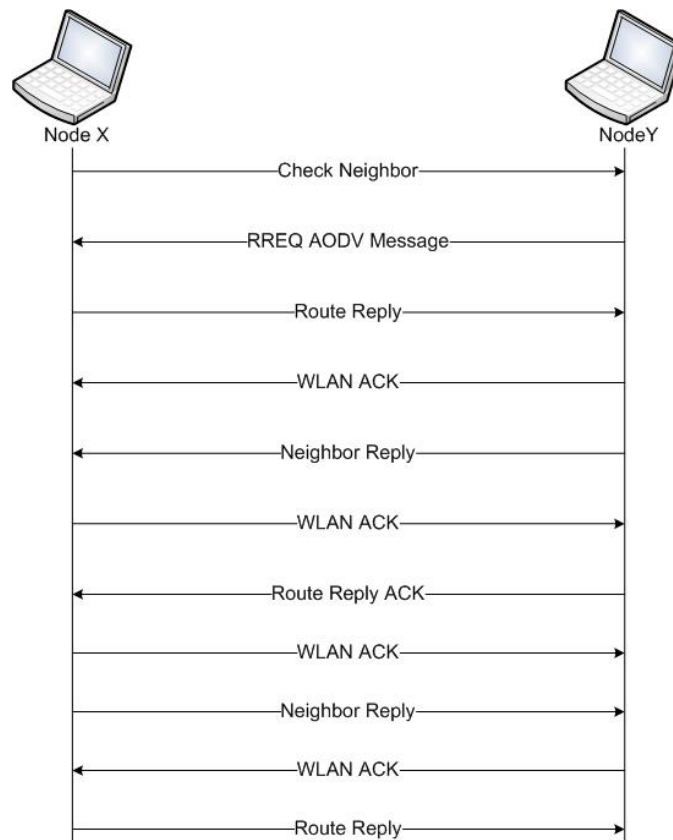 Node X
NodeY
Check Neighbor
RREQ AODV Message
Route Reply
WLAN ACK
Neighbor Reply
WLAN ACK
Route Reply ACK
WLAN ACK
Neighbor Reply
WLAN ACK
Route Reply